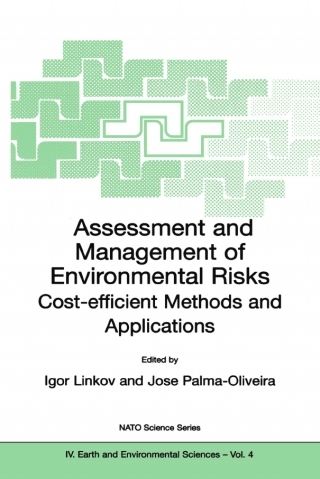 Assessment and
Management of
Environmental Risks
Cost-efficient Methods and
Applications
Edited by
Igor Linkov and Jose Palma-Oliveira
NATO Science Series
IV. Earth and Environmental Sciences – Vol. 4